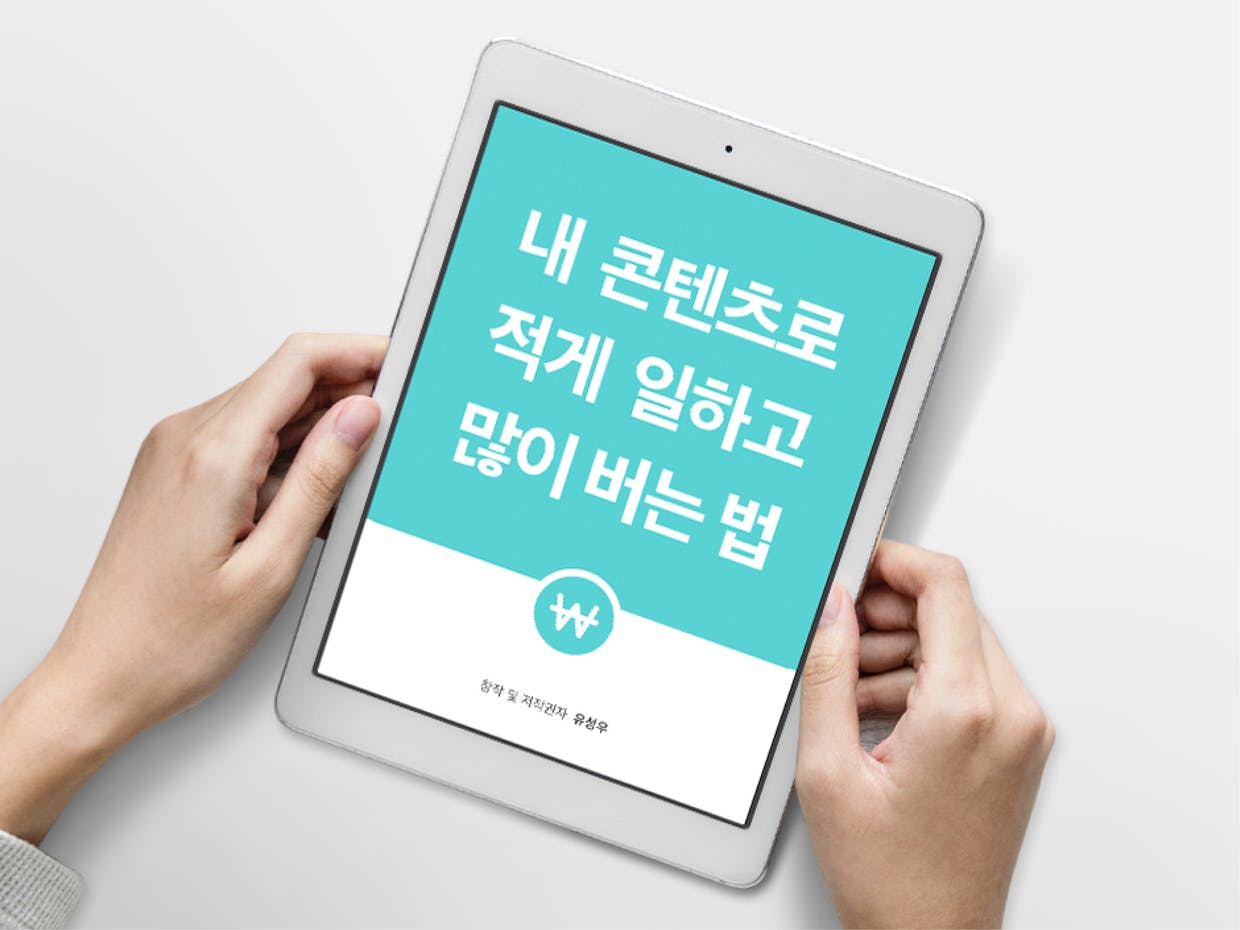 내 콘텐츠로
적게 일하고
많이 버는 법
₩
창작 및 저작권자 유성우